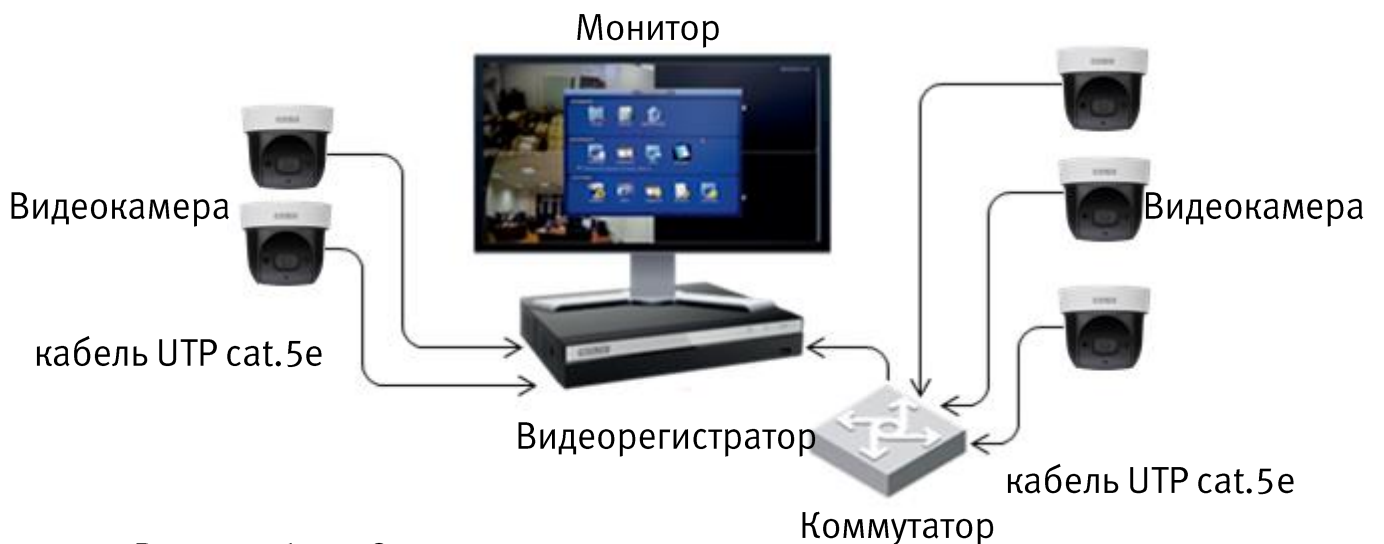 Монитор
Видеокамера
Видеокамера
кабель UTP cat.5e
Видеорегистратор
кабель UTP cat.5e
Коммутатор